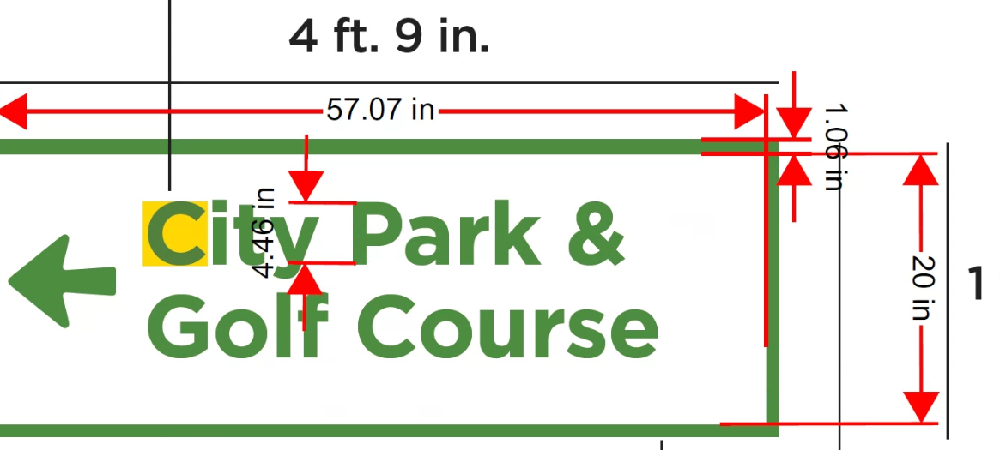 4 ft. 9 in.
57.07 in
1.06 in
4.46 in
City Park &
Golf Course
20 in
1